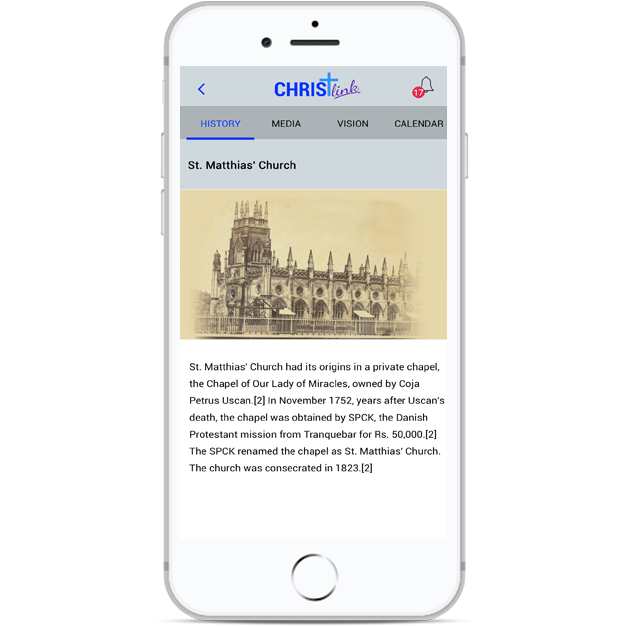 CHRISTlink
17
HISTORY MEDIA VISION CALENDAR
St. Matthias' Church
St. Matthias' Church had its origins in a private chapel,
the Chapel of Our Lady of Miracles, owned by Coja
Petrus Uscan.[2] In November 1752, years after Uscan's
death, the chapel was obtained by SPCK, the Danish
Protestant mission from Tranquebar for Rs. 50,000.[2]
The SPCK renamed the chapel as St. Matthias' Church.
The church was consecrated in 1823.[2]